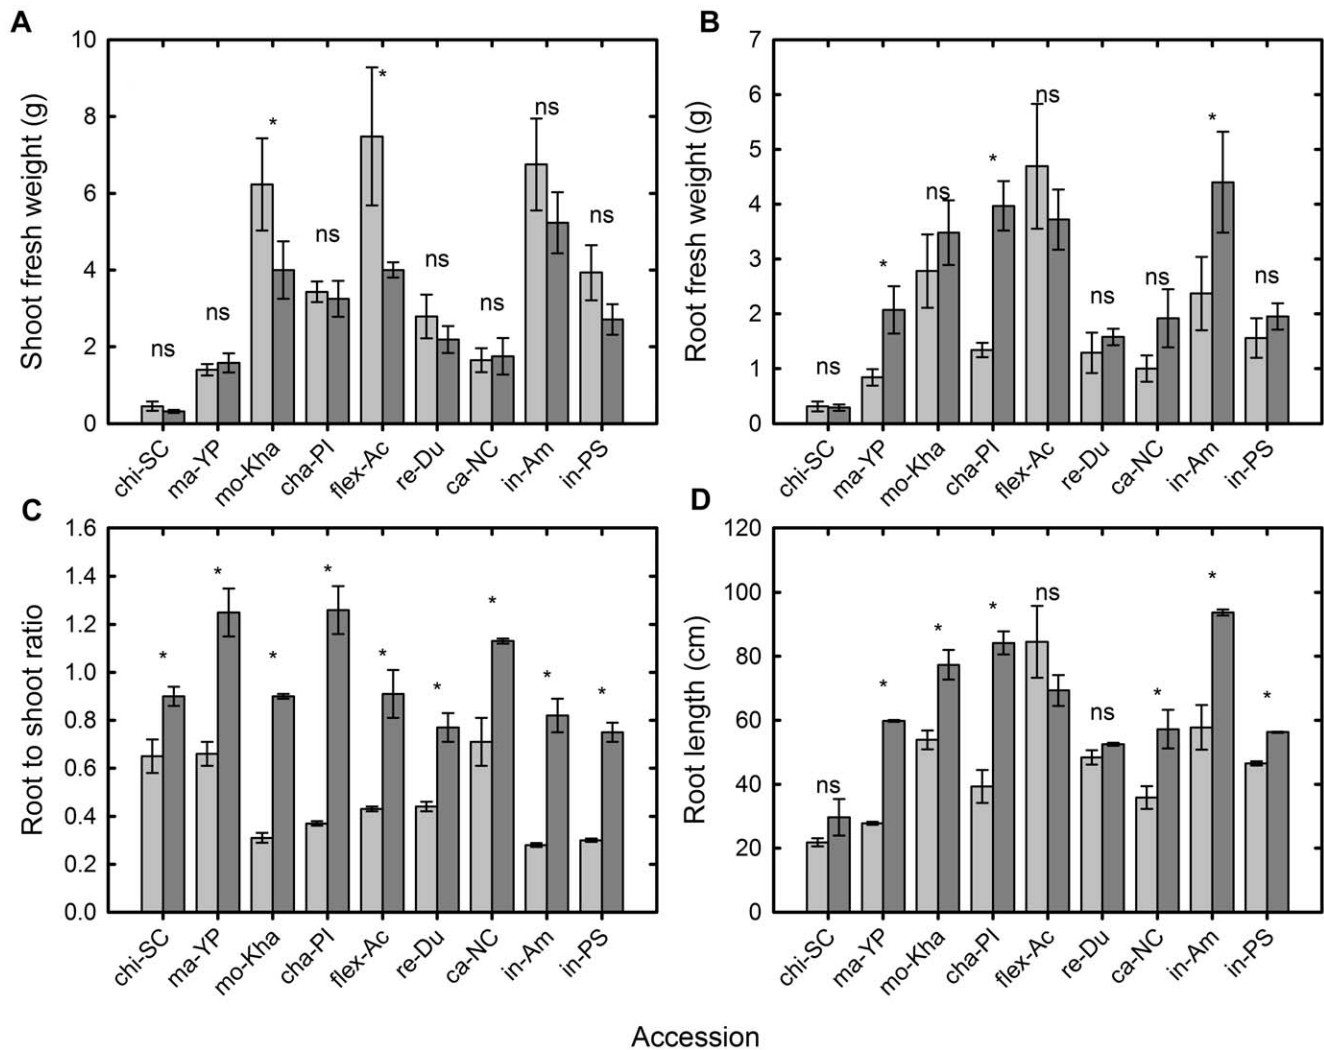 A
Shoot fresh weight (g)
10
8
6
4
2
0
ns
ns
*
ns
*
ns
ns
ns
ns
chi-SC
ma-YP
mo-Kha
cha-PI
flex-Ac
re-Du
ca-NC
in-Am
in-PS
B
Root fresh weight (g)
7
6
5
4
3
2
1
0
ns
*
ns
*
ns
ns
ns
*
ns
chi-SC
ma-YP
mo-Kha
cha-PI
flex-Ac
re-Du
ca-NC
in-Am
in-PS
C
Root to shoot ratio
1.6
1.4
1.2
1.0
0.8
0.6
0.4
0.2
0.0
*
*
*
*
*
*
*
*
*
chi-SC
ma-YP
mo-Kha
cha-PI
flex-Ac
re-Du
ca-NC
in-Am
in-PS
D
Root length (cm)
120
100
80
60
40
20
0
ns
*
*
*
ns
ns
*
*
*
chi-SC
ma-YP
mo-Kha
cha-PI
flex-Ac
re-Du
ca-NC
in-Am
in-PS
Accession